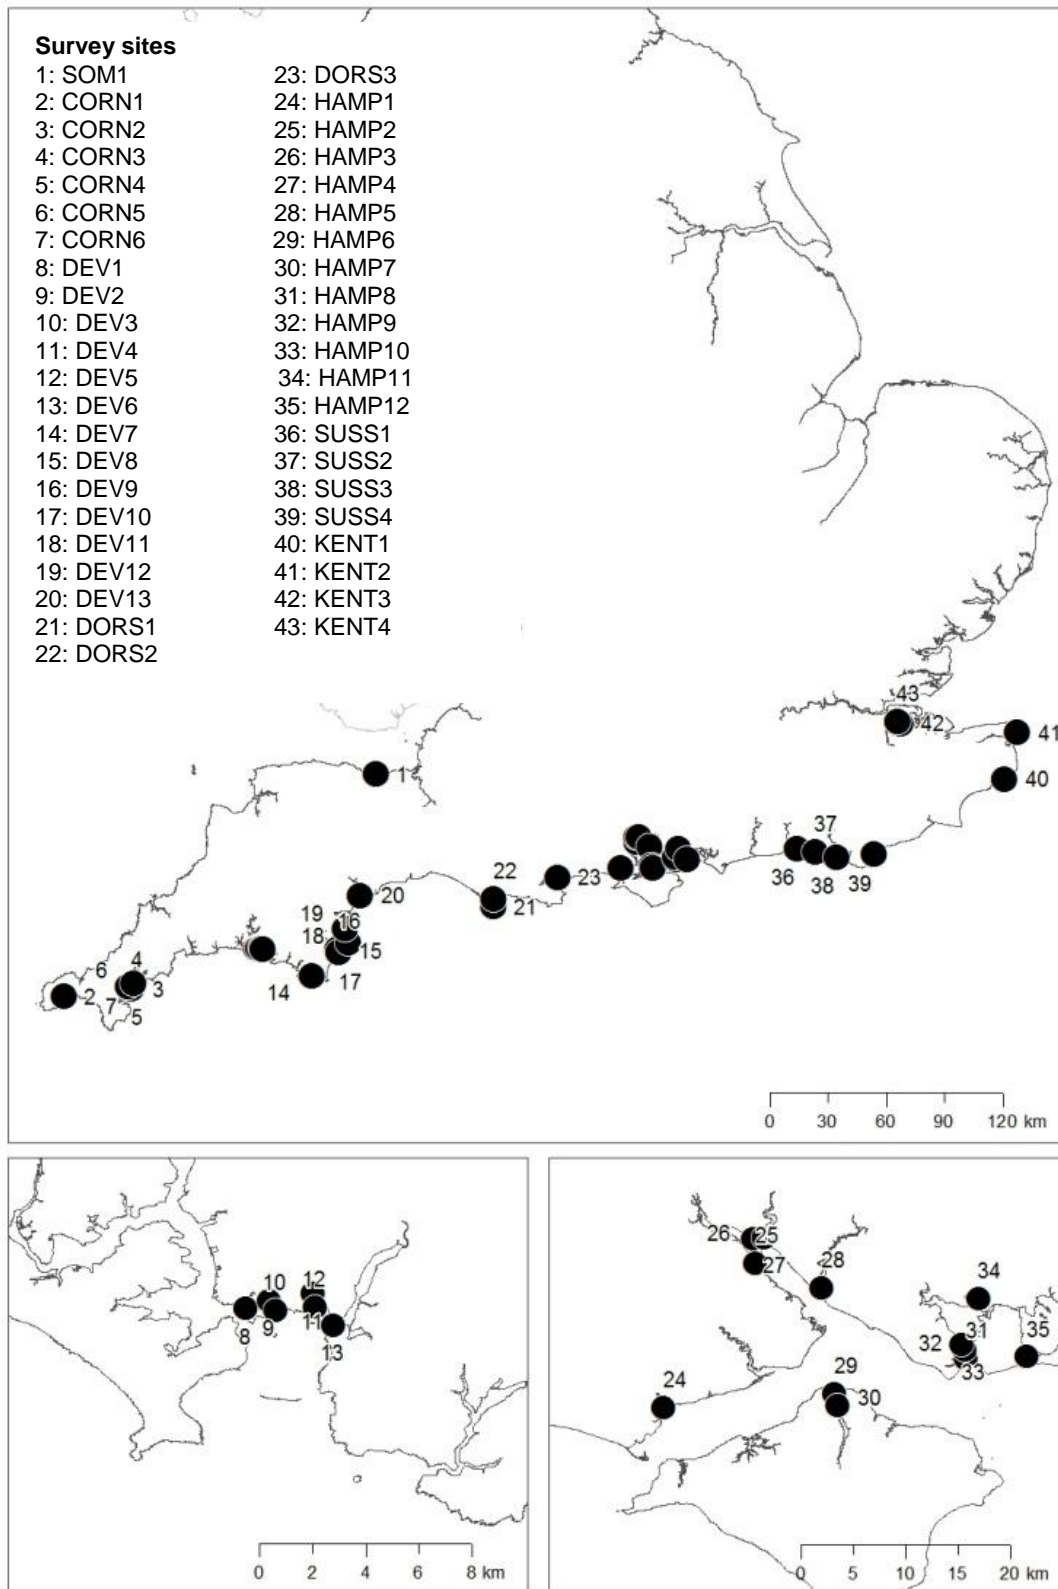 Survey sites
1: SOM1
2: CORN1
3: CORN2
4: CORN3
5: CORN4
6: CORN5
7: CORN6
8: DEV1
9: DEV2
10: DEV3
11: DEV4
12: DEV5
13: DEV6
14: DEV7
15: DEV8
16: DEV9
17: DEV10
18: DEV11
19: DEV12
20: DEV13
21: DORS1
22: DORS2
23: DORS3
24: HAMP1
25: HAMP2
26: HAMP3
27: HAMP4
28: HAMP5
29: HAMP6
30: HAMP7
31: HAMP8
32: HAMP9
33: HAMP10
34: HAMP11
35: HAMP12
36: SUSS1
37: SUSS2
38: SUSS3
39: SUSS4
40: KENT1
41: KENT2
42: KENT3
43: KENT4
43
42
41
40
1
37
36
38
39
22
23
21
20
19
16
18
15
17
14
4
6
3
2
7
5
0 30 60 90 120 km
10
12
8
9
11
13
0 2 4 6 8 km
26
25
27
28
34
31
35
32
33
29
24
30
0 5 10 15 20 km